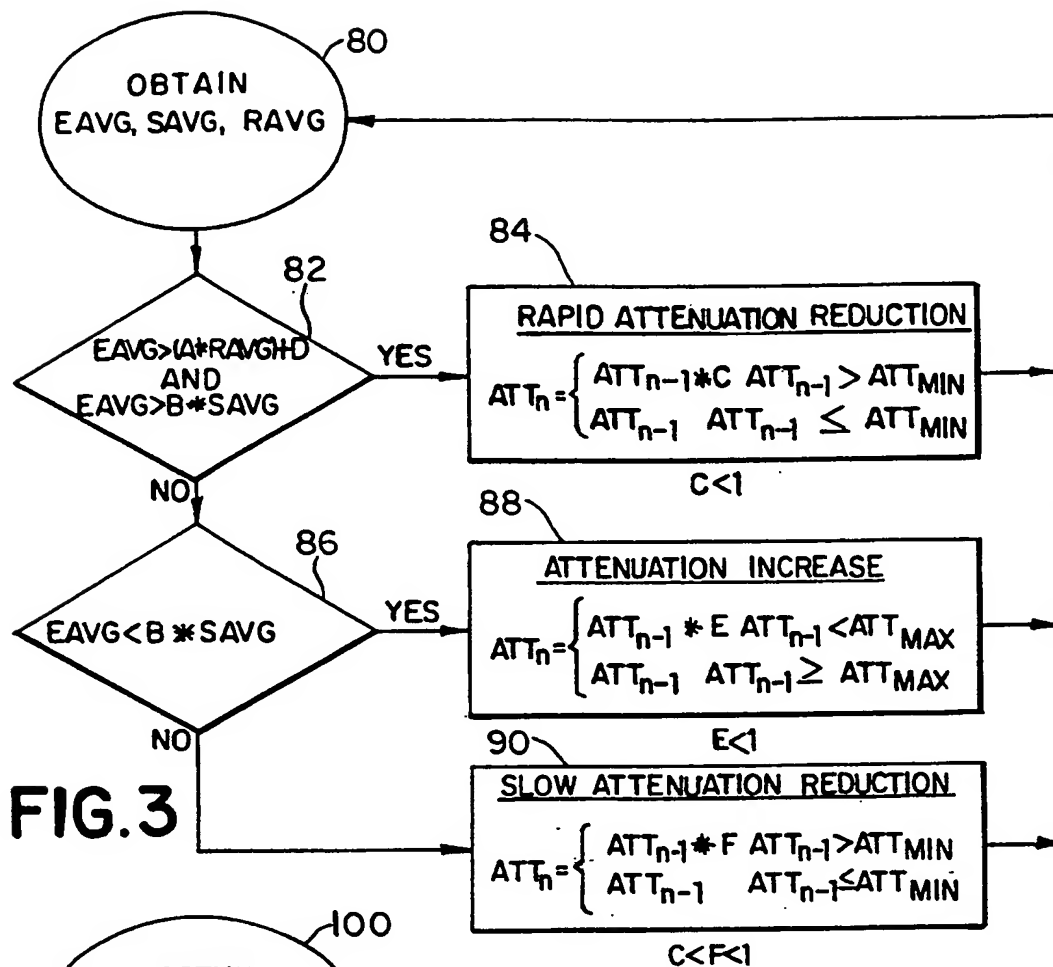 80
OBTAIN
EAVG, SAVG, RAVG
82
EAVG>(A*RAVG)+D
AND
EAVG>B*SAVG
YES
NO
84
RAPID ATTENUATION REDUCTION
ATTn = { ATTn-1*C ATTn-1 > ATTMIN
ATTn-1 ATTn-1 ≤ ATTMIN
C<1
86
EAVG<B*SAVG
YES
NO
88
ATTENUATION INCREASE
ATTn = { ATTn-1*E ATTn-1 < ATTMAX
ATTn-1 ATTn-1 ≥ ATTMAX
E<1
90
SLOW ATTENUATION REDUCTION
ATTn = { ATTn-1*F ATTn-1>ATTMIN
ATTn-1 ATTn-1≤ATTMIN
C<F<1
FIG. 3
100